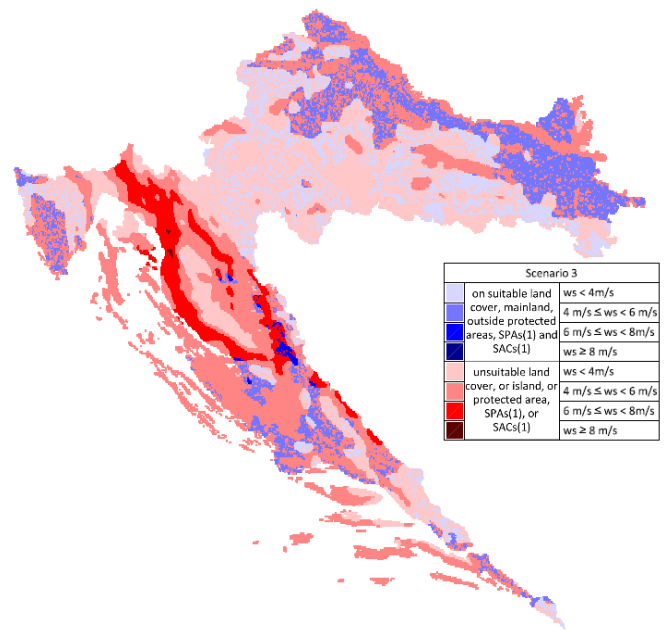 Scenario 3
on suitable land
cover, mainland,
outside protected
areas, SPAs(1) and
SACs(1)
ws < 4m/s
4 m/s ≤ ws < 6 m/s
6 m/s ≤ ws < 8m/s
ws ≥ 8 m/s
unsuitable land
cover, or island, or
protected area,
SPAs(1), or
SACs(1)
ws < 4m/s
4 m/s ≤ ws < 6 m/s
6 m/s ≤ ws < 8m/s
ws ≥ 8 m/s